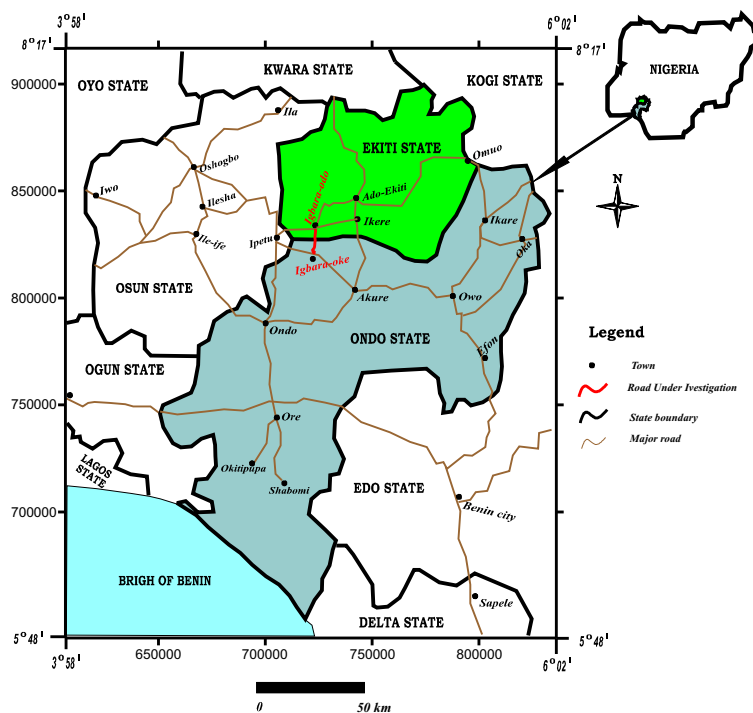 3° 58'
6° 02'
8° 17'
8° 17'
OYO STATE
KWARA STATE
KOGI STATE
NIGERIA
900000
Ila
EKITI STATE
Omuo
Oshogbo
Igbara-odo
850000
Iwo
Ilesha
Ado-Ekiti
N
Ikere
Ikare
Ile-ife
Ipetu
Oka
Igbara-oke
OSUN STATE
800000
Akure
Owo
Ondo
ONDO STATE
Efon
Legend
OGUN STATE
Town
Road Under Ivestigation
750000
Ore
State boundary
Major road
LAGOS
STATE
Okitipupa
Shabomi
EDO STATE
700000
Benin city
BRIGH OF BENIN
Sapele
DELTA STATE
5° 48'
5° 48'
3° 58'
650000
700000
750000
800000
6° 02'
0
50 km